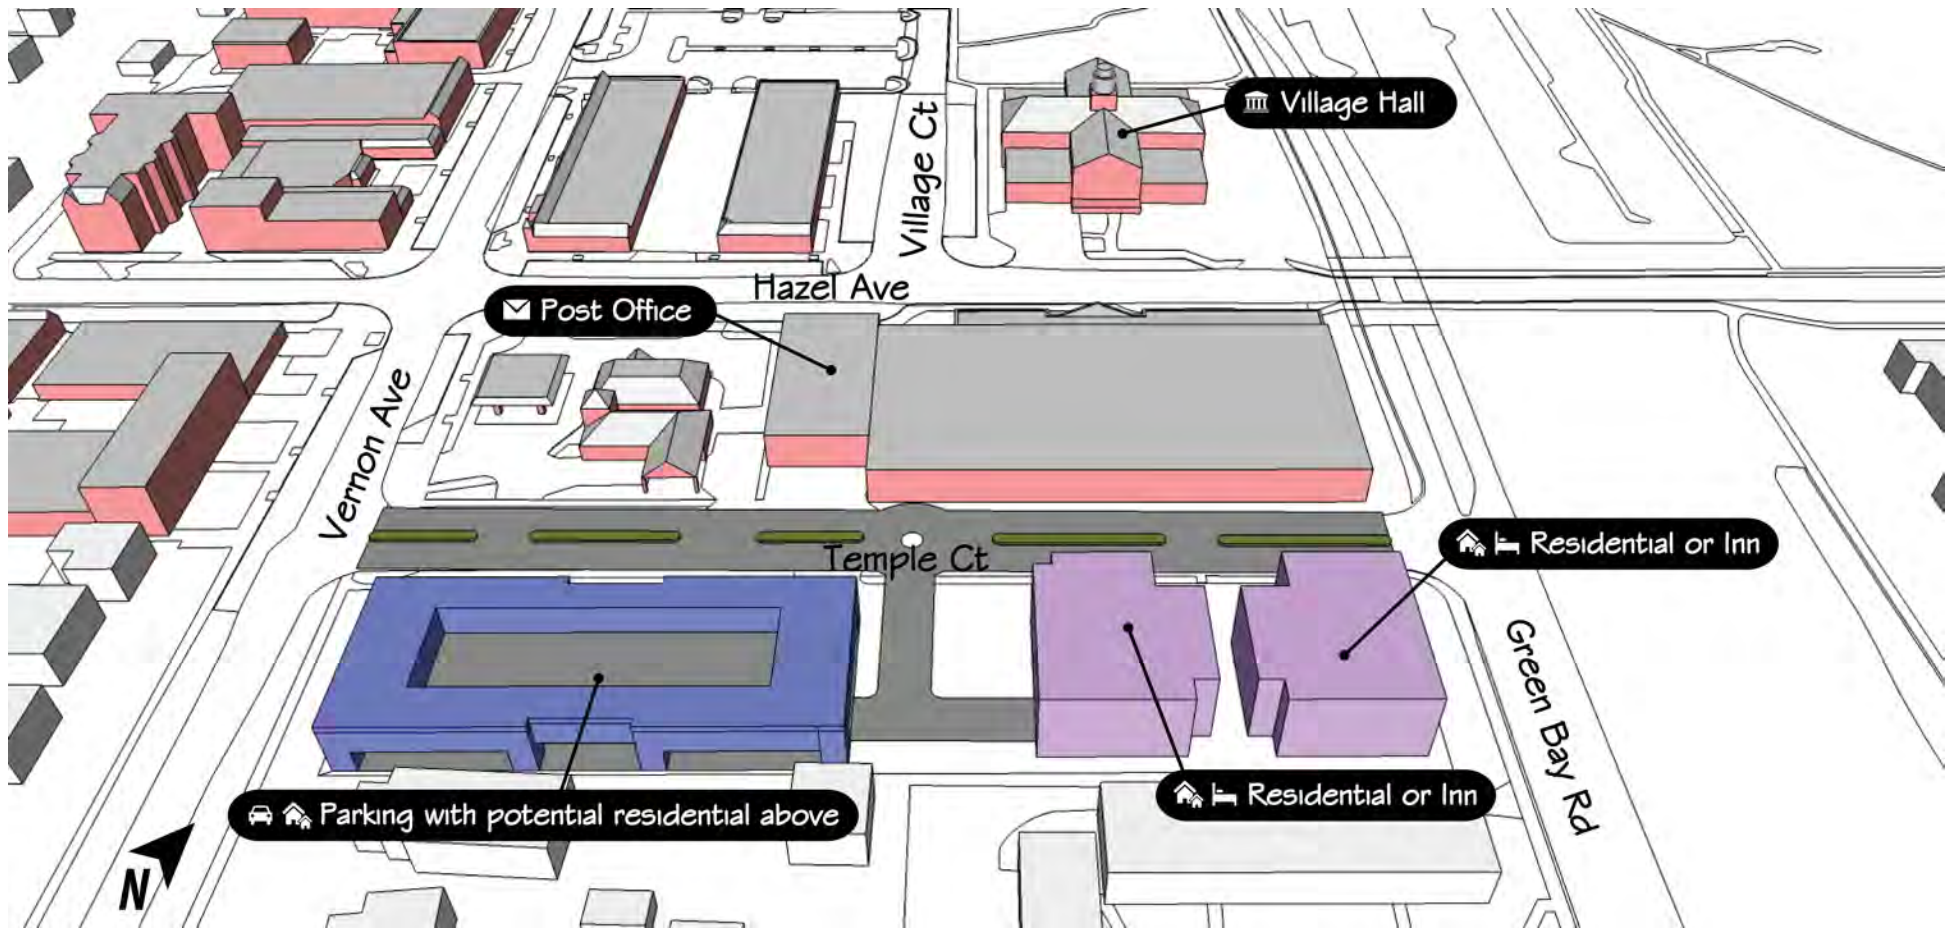 Village Hall
Village Ct
Hazel Ave
Post Office
Vernon Ave
Temple Ct
Residential or Inn
Green Bay Rd
Residential or Inn
Parking with potential residential above
N